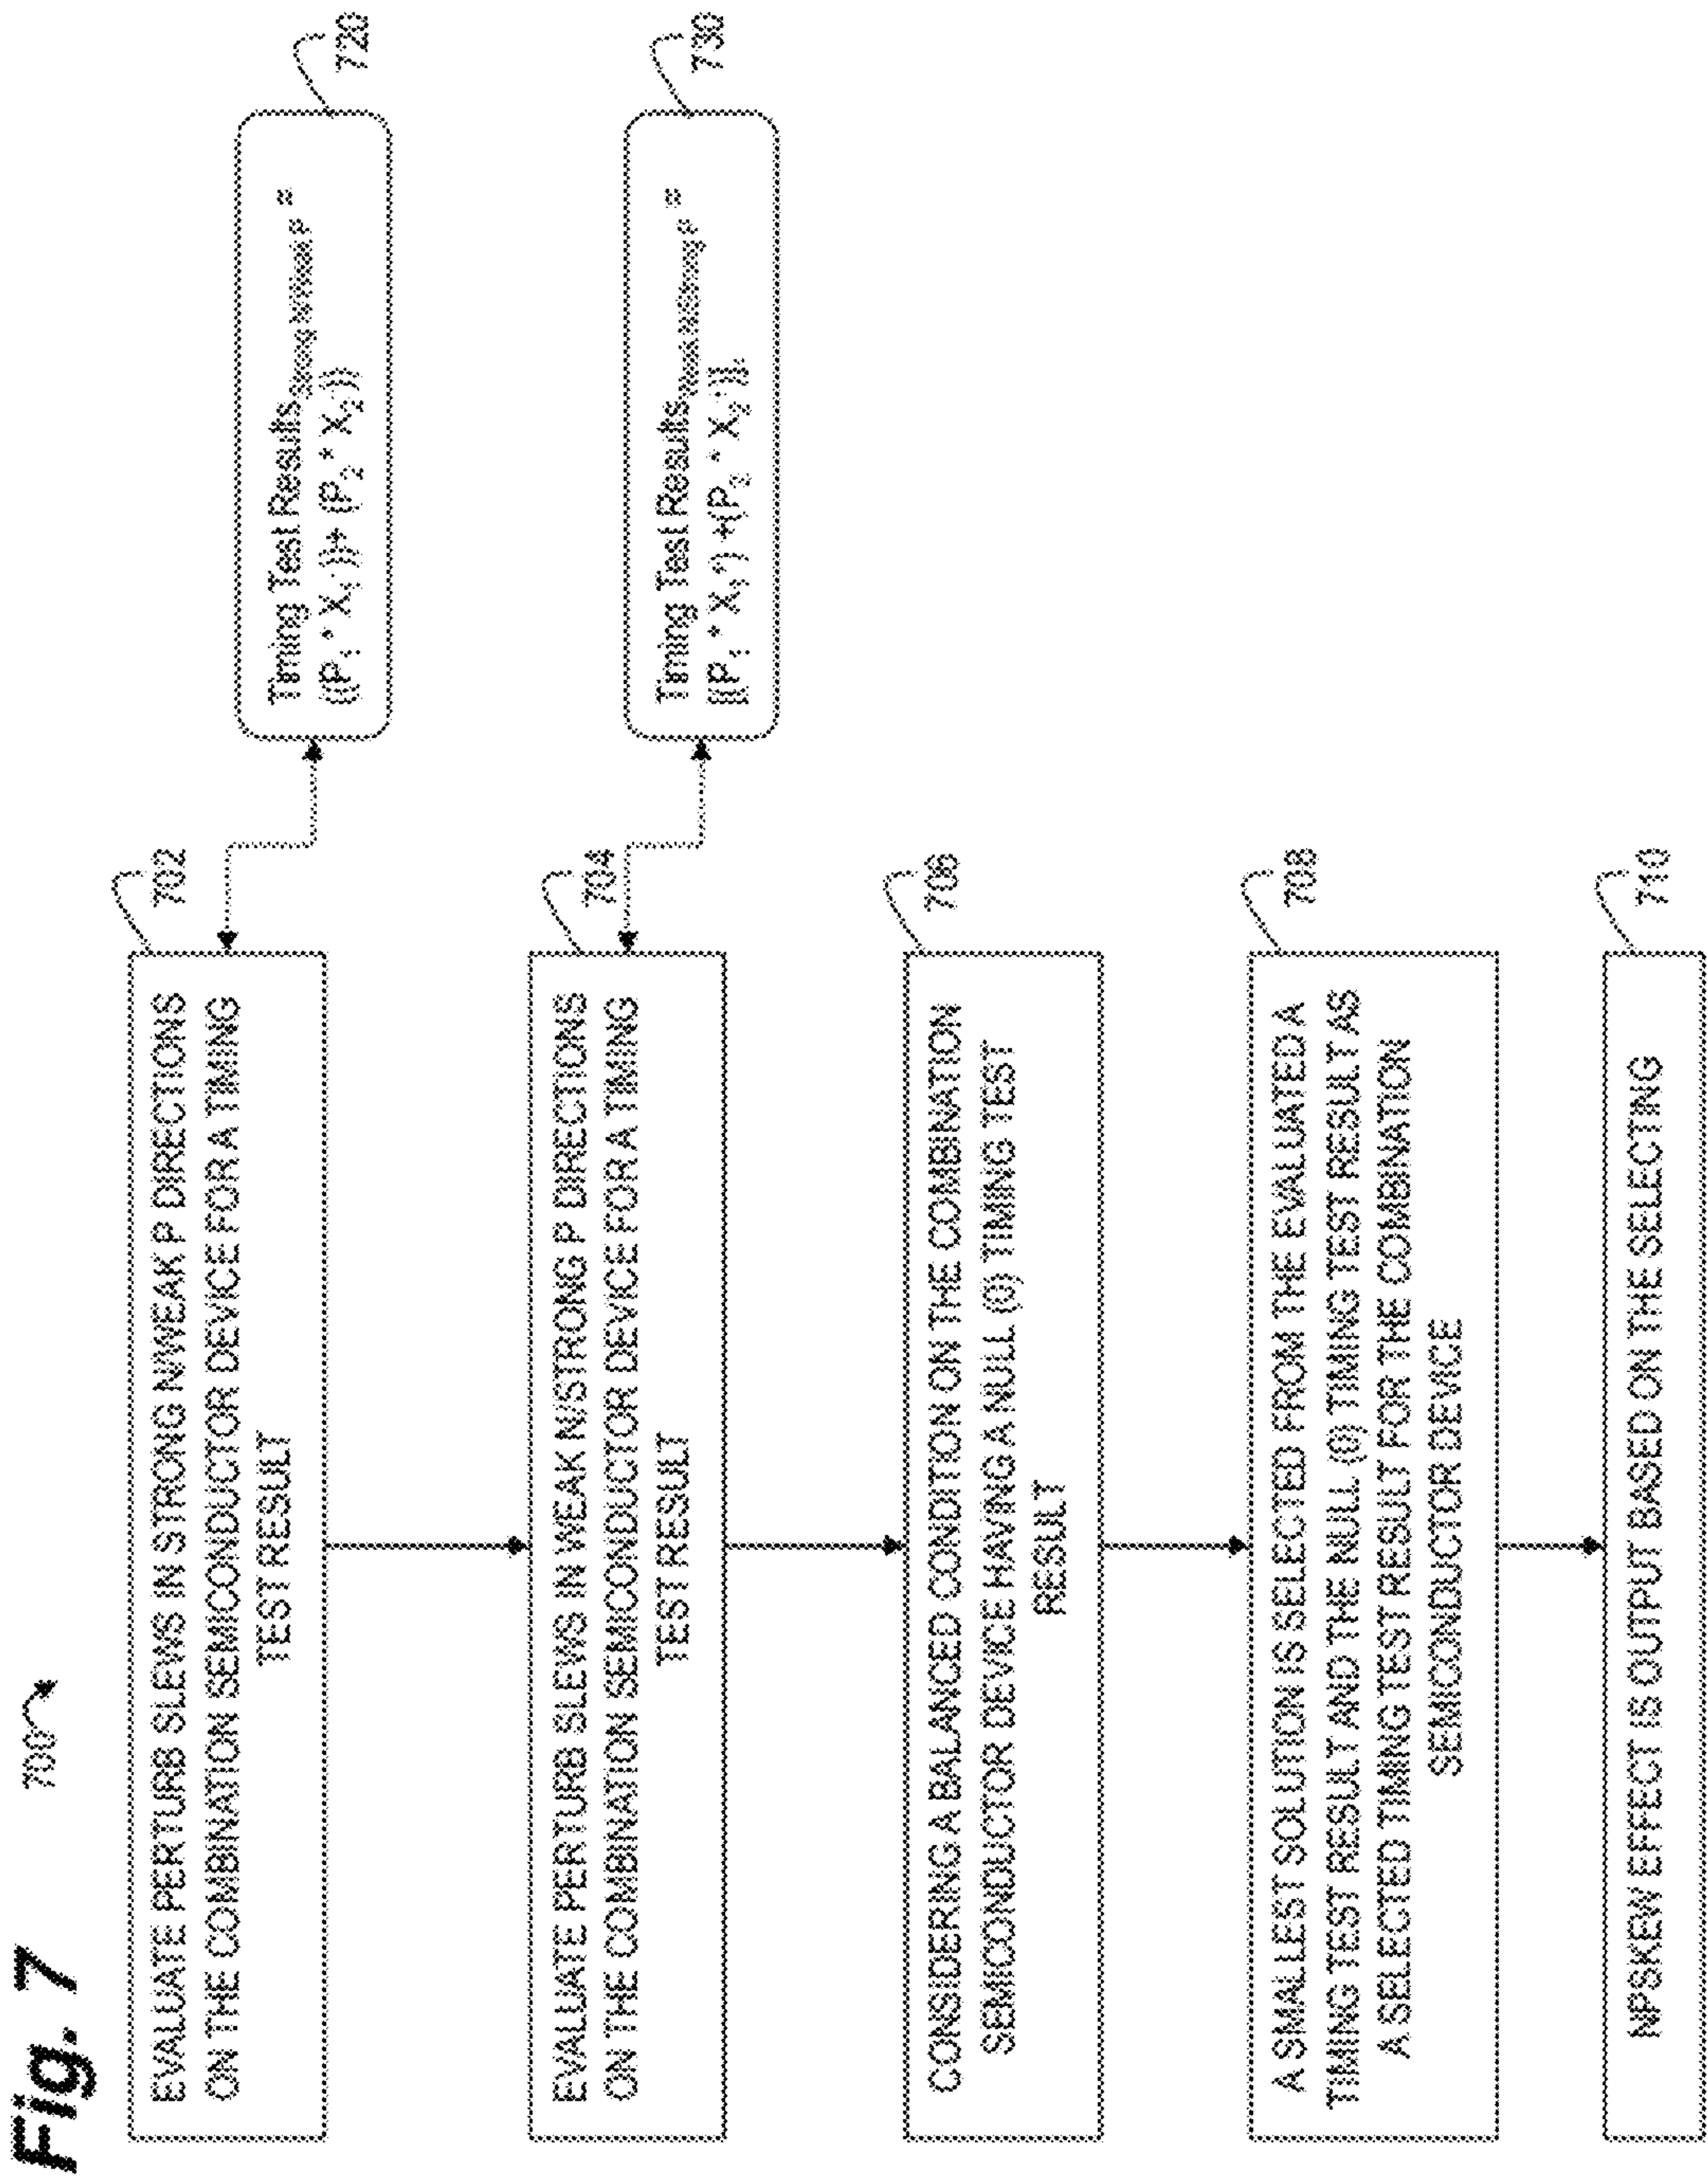 Fig. 7
700
EVALUATE PERTURB SLEWS IN STRONG N/WEAK P DIRECTIONS
ON THE COMBINATION SEMICONDUCTOR DEVICE FOR A TIMING
TEST RESULT
702
Timing Test Results Strong N/Weak P =
720
EVALUATE PERTURB SLEWS IN WEAK N/STRONG P DIRECTIONS
ON THE COMBINATION SEMICONDUCTOR DEVICE FOR A TIMING
TEST RESULT
704
Timing Test Results Weak N/Strong P =
730
CONSIDERING A BALANCED CONDITION ON THE COMBINATION
SEMICONDUCTOR DEVICE HAVING A NULL (0) TIMING TEST
RESULT
706
A SMALLEST SOLUTION IS SELECTED FROM THE EVALUATED A
TIMING TEST RESULT AND THE NULL (0) TIMING TEST RESULT AS
A SELECTED TIMING TEST RESULT FOR THE COMBINATION
SEMICONDUCTOR DEVICE
708
NPSKEW EFFECT IS OUTPUT BASED ON THE SELECTING
710